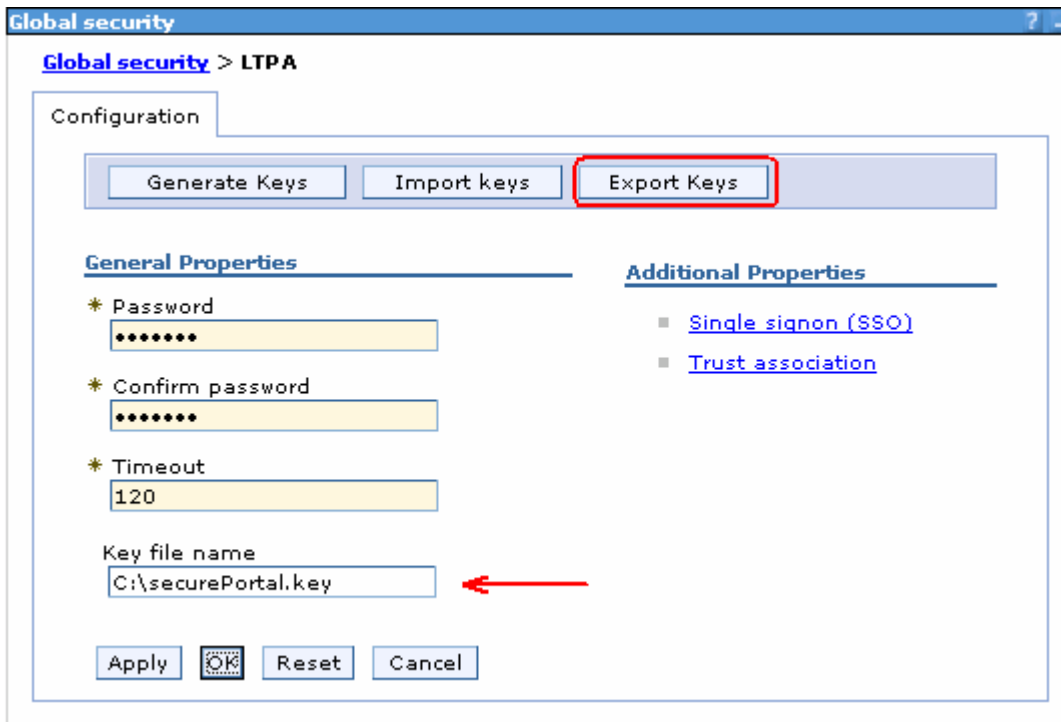 Global security ? -
Global security > LTPA
Configuration
Generate Keys Import keys Export Keys
General Properties
Additional Properties
* Password
•••••••
Single signon (SSO)
* Confirm password
•••••••
Trust association
* Timeout
120
Key file name
C:\securePortal.key
Apply OK Reset Cancel